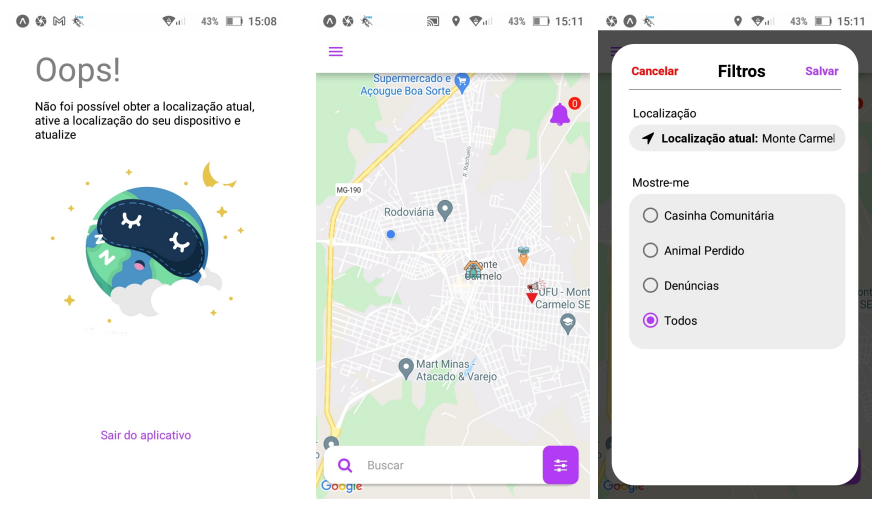 43% 15:08
Oops!
Não foi possível obter a localização atual,
ative a localização do seu dispositivo e
atualize
Z
Z
Sair do aplicativo
43% 15:11
Supermercado e
Açougue Boa Sorte
0
R. Riachuelo
MG-190
Rodoviária
Monte
Carmelo
UFU - Mont
Carmelo SE
Mart Minas -
Atacado & Varejo
Buscar
Google
43% 15:11
Cancelar Filtros Salvar
Localização
Localização atual: Monte Carmel
Mostre-me
Casinha Comunitária
Animal Perdido
Denúncias
Todos